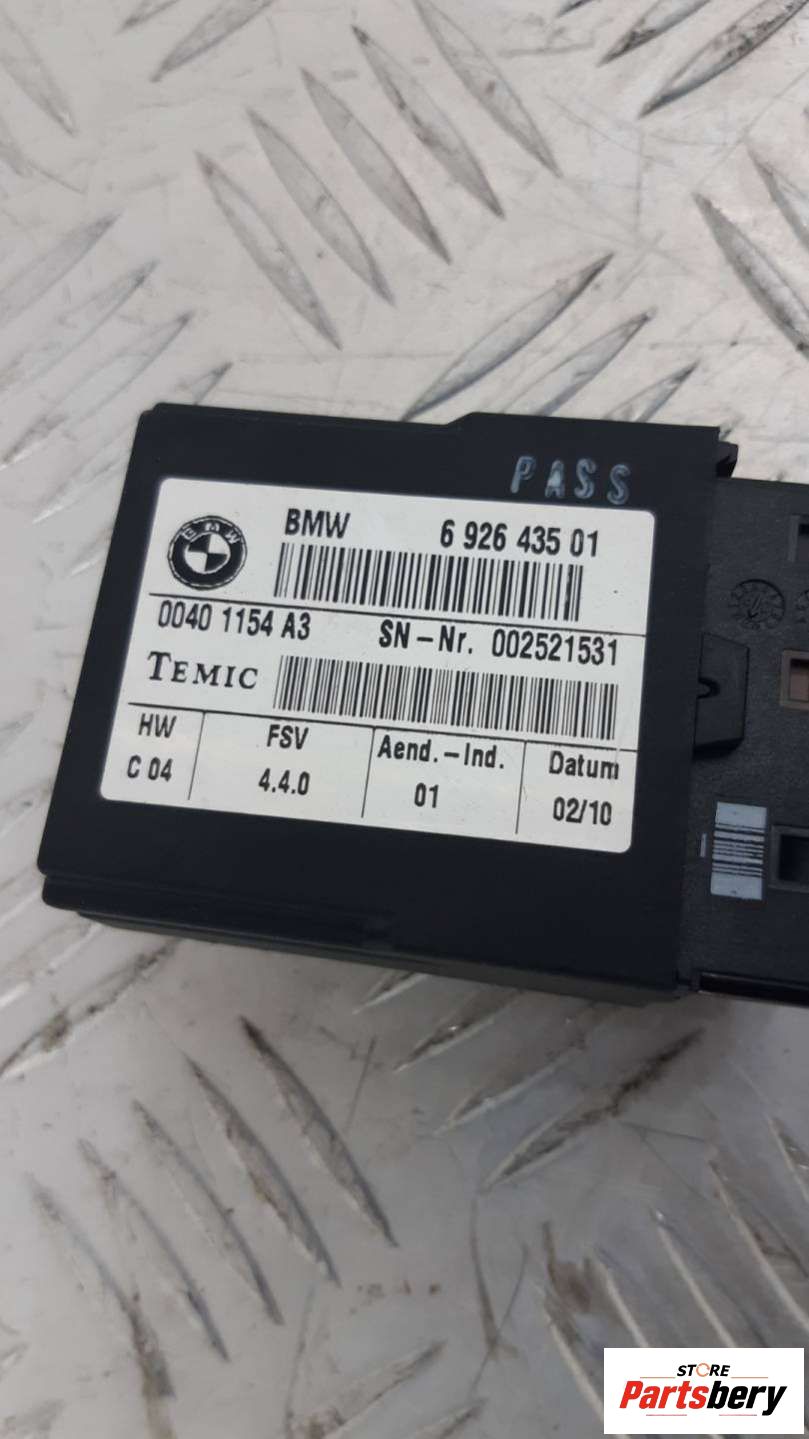 PASS
BMW
BMW 6 926 435 01
0040 1154 A3 SN-Nr. 002521531
TEMIC
HW FSV Aend.-Ind. Datum
C 04 4.4.0 01 02/10
STORE
Partsbery